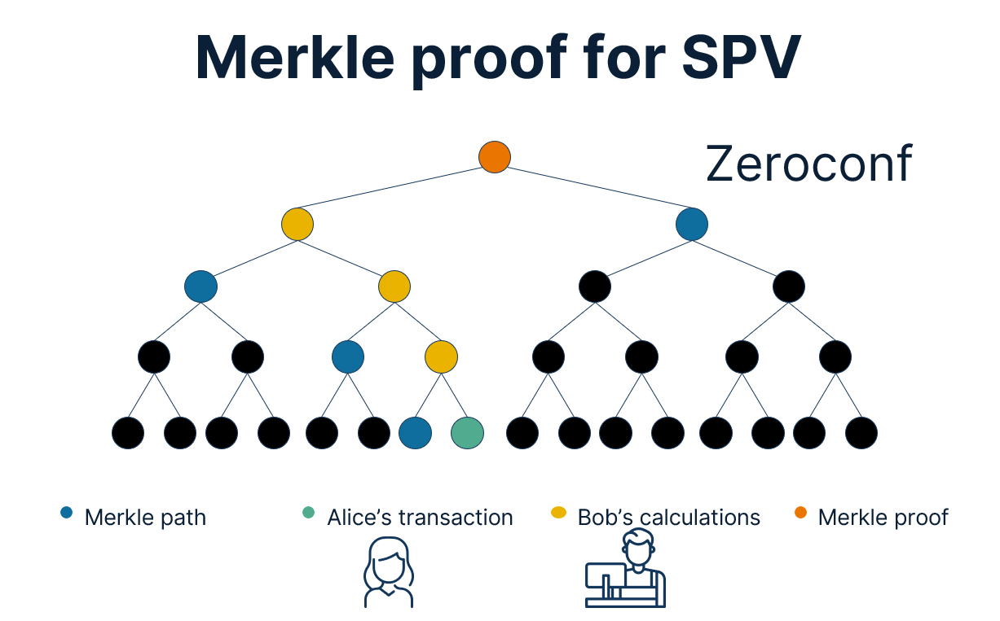 Merkle proof for SPV
Zeroconf
Merkle path
Alice’s transaction
Bob’s calculations
Merkle proof